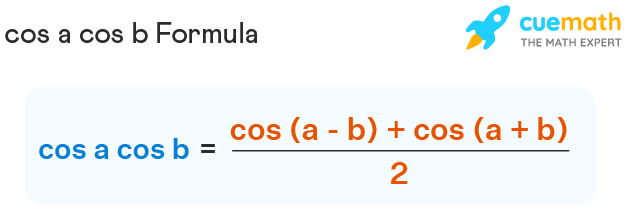 cos a cos b Formula
cuemath
THE MATH EXPERT
cos a cos b = cos (a - b) + cos (a + b)
2